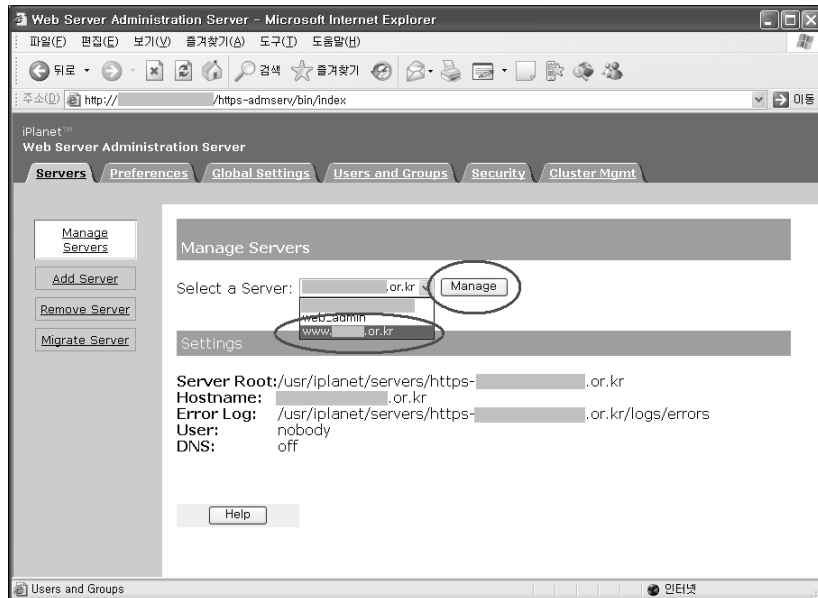 Web Server Administration Server - Microsoft Internet Explorer
파일(F) 편집(E) 보기(V) 즐겨찾기(A) 도구(T) 도움말(H)
뒤로 검색 즐겨찾기
주소(D) http:// /https-admserv/bin/index 이동
iPlanet™
Web Server Administration Server
Servers Preferences Global Settings Users and Groups Security Cluster Mgmt
Manage
Servers
Add Server
Remove Server
Migrate Server
Manage Servers
Select a Server: .or.kr Manage
web_admin
www. .or.kr
Settings
Server Root:/usr/iplanet/servers/https- .or.kr
Hostname: .or.kr
Error Log: /usr/iplanet/servers/https- .or.kr/logs/errors
User: nobody
DNS: off
Help
Users and Groups 인터넷